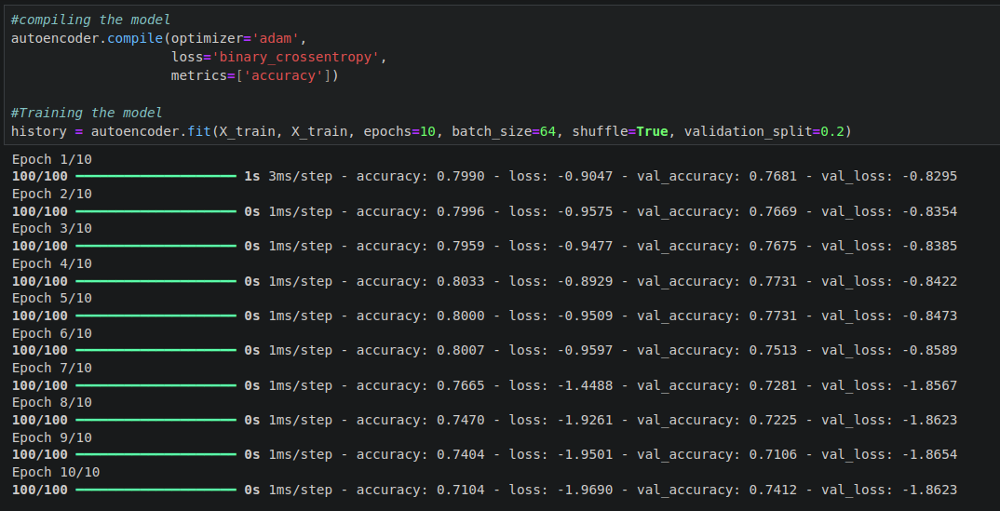 #compiling the model
autoencoder.compile(optimizer='adam',
                    loss='binary_crossentropy',
                    metrics=['accuracy'])

#Training the model
history = autoencoder.fit(X_train, X_train, epochs=10, batch_size=64, shuffle=True, validation_split=0.2)
Epoch 1/10
100/100 ━━━━━━━━━━━━━━━━━━━━ 1s 3ms/step - accuracy: 0.7990 - loss: -0.9047 - val_accuracy: 0.7681 - val_loss: -0.8295
Epoch 2/10
100/100 ━━━━━━━━━━━━━━━━━━━━ 0s 1ms/step - accuracy: 0.7996 - loss: -0.9575 - val_accuracy: 0.7669 - val_loss: -0.8354
Epoch 3/10
100/100 ━━━━━━━━━━━━━━━━━━━━ 0s 1ms/step - accuracy: 0.7959 - loss: -0.9477 - val_accuracy: 0.7675 - val_loss: -0.8385
Epoch 4/10
100/100 ━━━━━━━━━━━━━━━━━━━━ 0s 1ms/step - accuracy: 0.8033 - loss: -0.8929 - val_accuracy: 0.7731 - val_loss: -0.8422
Epoch 5/10
100/100 ━━━━━━━━━━━━━━━━━━━━ 0s 1ms/step - accuracy: 0.8000 - loss: -0.9509 - val_accuracy: 0.7731 - val_loss: -0.8473
Epoch 6/10
100/100 ━━━━━━━━━━━━━━━━━━━━ 0s 1ms/step - accuracy: 0.8007 - loss: -0.9597 - val_accuracy: 0.7513 - val_loss: -0.8589
Epoch 7/10
100/100 ━━━━━━━━━━━━━━━━━━━━ 0s 1ms/step - accuracy: 0.7665 - loss: -1.4488 - val_accuracy: 0.7281 - val_loss: -1.8567
Epoch 8/10
100/100 ━━━━━━━━━━━━━━━━━━━━ 0s 1ms/step - accuracy: 0.7470 - loss: -1.9261 - val_accuracy: 0.7225 - val_loss: -1.8623
Epoch 9/10
100/100 ━━━━━━━━━━━━━━━━━━━━ 0s 1ms/step - accuracy: 0.7404 - loss: -1.9501 - val_accuracy: 0.7106 - val_loss: -1.8654
Epoch 10/10
100/100 ━━━━━━━━━━━━━━━━━━━━ 0s 1ms/step - accuracy: 0.7104 - loss: -1.9690 - val_accuracy: 0.7412 - val_loss: -1.8623